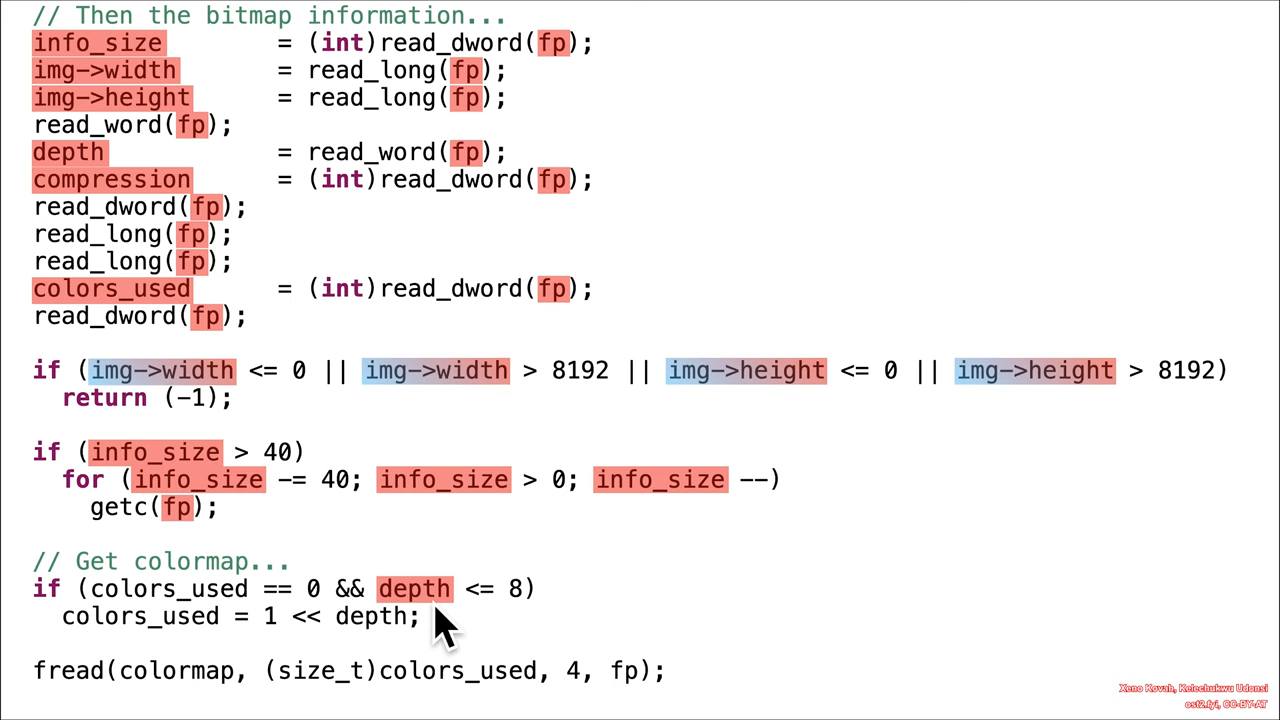 // Then the bitmap information...
info_size        = (int)read_dword(fp);
img->width       = read_long(fp);
img->height      = read_long(fp);
read_word(fp);
depth            = read_word(fp);
compression      = (int)read_dword(fp);
read_dword(fp);
read_long(fp);
read_long(fp);
colors_used      = (int)read_dword(fp);
read_dword(fp);
if (img->width <= 0 || img->width > 8192 || img->height <= 0 || img->height > 8192)
  return (-1);
if (info_size > 40)
  for (info_size -= 40; info_size > 0; info_size --)
    getc(fp);
// Get colormap...
if (colors_used == 0 && depth <= 8)
  colors_used = 1 << depth;
fread(colormap, (size_t)colors_used, 4, fp);
Xeno Kovah, Kelechukwu Udonsi
ost2.fyi, CC-BY-AT